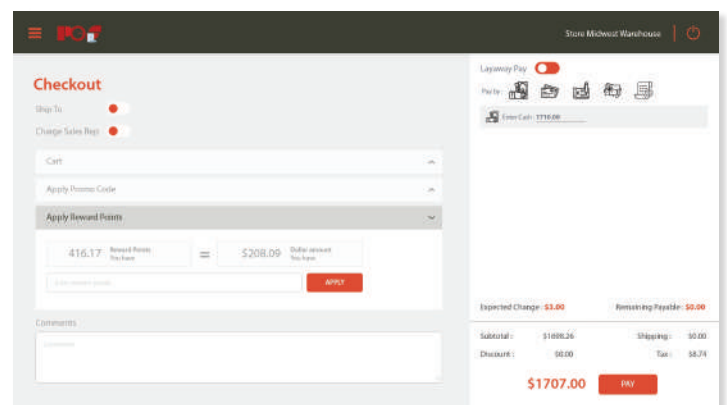 POS
Store Midwest Warehouse
Checkout
Ship To
Change Sales Rep
Cart
Apply Promo Code
Apply Reward Points
416.17 Reward Points You have = $208.09 Dollar amount You have
APPLY
Comments
Layaway Pay
Pay by
Enter Cash 1710.00
Expected Change: $3.00 Remaining Payable: $0.00
Subtotal: $1698.26 Shipping: $0.00
Discount: $0.00 Tax: $8.74
$1707.00 PAY